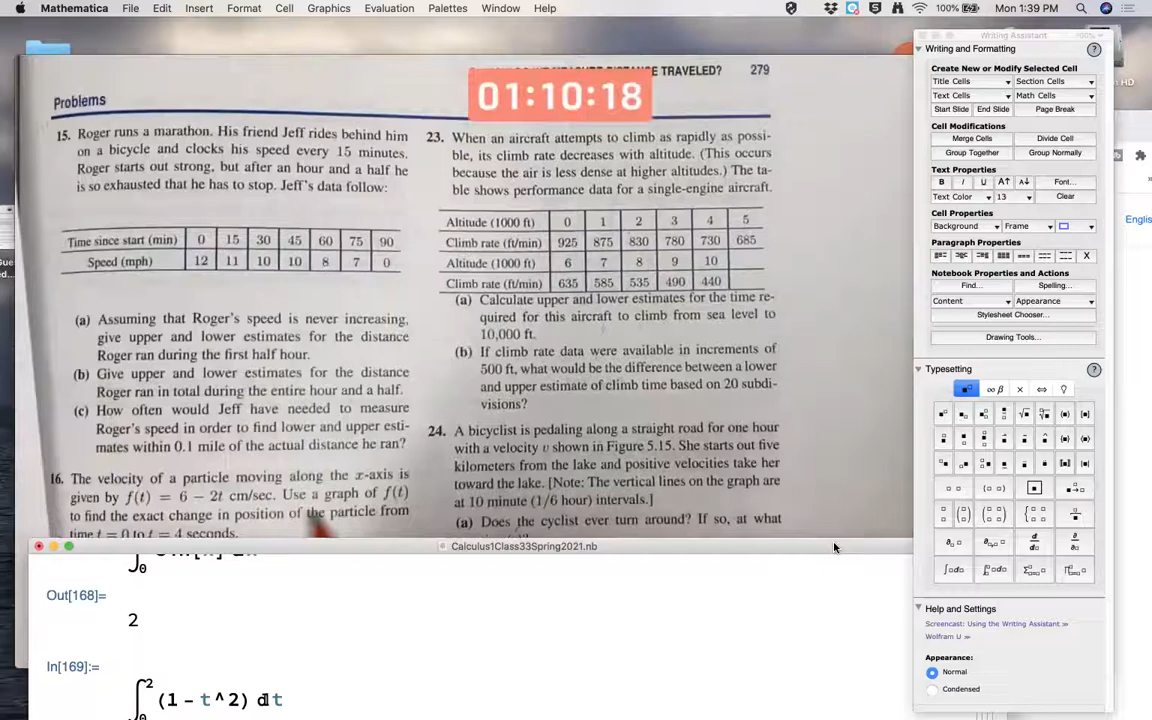 Mathematica File Edit Insert Format Cell Graphics Evaluation Palettes Window Help 100% Mon 1:39 PM
Writing Assistant 100%
Writing and Formatting
Create New or Modify Selected Cell
Title Cells Section Cells
Text Cells Math Cells
Start Slide End Slide Page Break
Cell Modifications
Merge Cells Divide Cell
Group Together Group Normally
Text Properties
B I U A↑ A↓ Font...
Text Color 13 Clear
Cell Properties
Background Frame
Paragraph Properties
X
Notebook Properties and Actions
Find... Spelling...
Content Appearance
Stylesheet Chooser...
Drawing Tools...
Typesetting
∞ β × ⇔
Help and Settings
Screencast: Using the Writing Assistant »
Wolfram U »
Appearance:
Normal
Condensed
HD
Englis
TRAVELED? 279
01:10:18
Problems
15. Roger runs a marathon. His friend Jeff rides behind him
on a bicycle and clocks his speed every 15 minutes.
Roger starts out strong, but after an hour and a half he
is so exhausted that he has to stop. Jeff's data follow:
Time since start (min) 0 15 30 45 60 75 90
Speed (mph) 12 11 10 10 8 7 0
(a) Assuming that Roger's speed is never increasing,
give upper and lower estimates for the distance
Roger ran during the first half hour.
(b) Give upper and lower estimates for the distance
Roger ran in total during the entire hour and a half.
(c) How often would Jeff have needed to measure
Roger's speed in order to find lower and upper esti-
mates within 0.1 mile of the actual distance he ran?
16. The velocity of a particle moving along the x-axis is
given by f(t) = 6 − 2t cm/sec. Use a graph of f(t)
to find the exact change in position of the particle from
time t = 0 to t = 4 seconds.
23. When an aircraft attempts to climb as rapidly as possi-
ble, its climb rate decreases with altitude. (This occurs
because the air is less dense at higher altitudes.) The ta-
ble shows performance data for a single-engine aircraft.
Altitude (1000 ft) 0 1 2 3 4 5
Climb rate (ft/min) 925 875 830 780 730 685
Altitude (1000 ft) 6 7 8 9 10
Climb rate (ft/min) 635 585 535 490 440
(a) Calculate upper and lower estimates for the time re-
quired for this aircraft to climb from sea level to
10,000 ft.
(b) If climb rate data were available in increments of
500 ft, what would be the difference between a lower
and upper estimate of climb time based on 20 subdi-
visions?
24. A bicyclist is pedaling along a straight road for one hour
with a velocity v shown in Figure 5.15. She starts out five
kilometers from the lake and positive velocities take her
toward the lake. [Note: The vertical lines on the graph are
at 10 minute (1/6 hour) intervals.]
(a) Does the cyclist ever turn around? If so, at what
Calculus1Class33Spring2021.nb
Out[168]=
2
In[169]:=
∫ 2 (1 - t ^ 2) dt